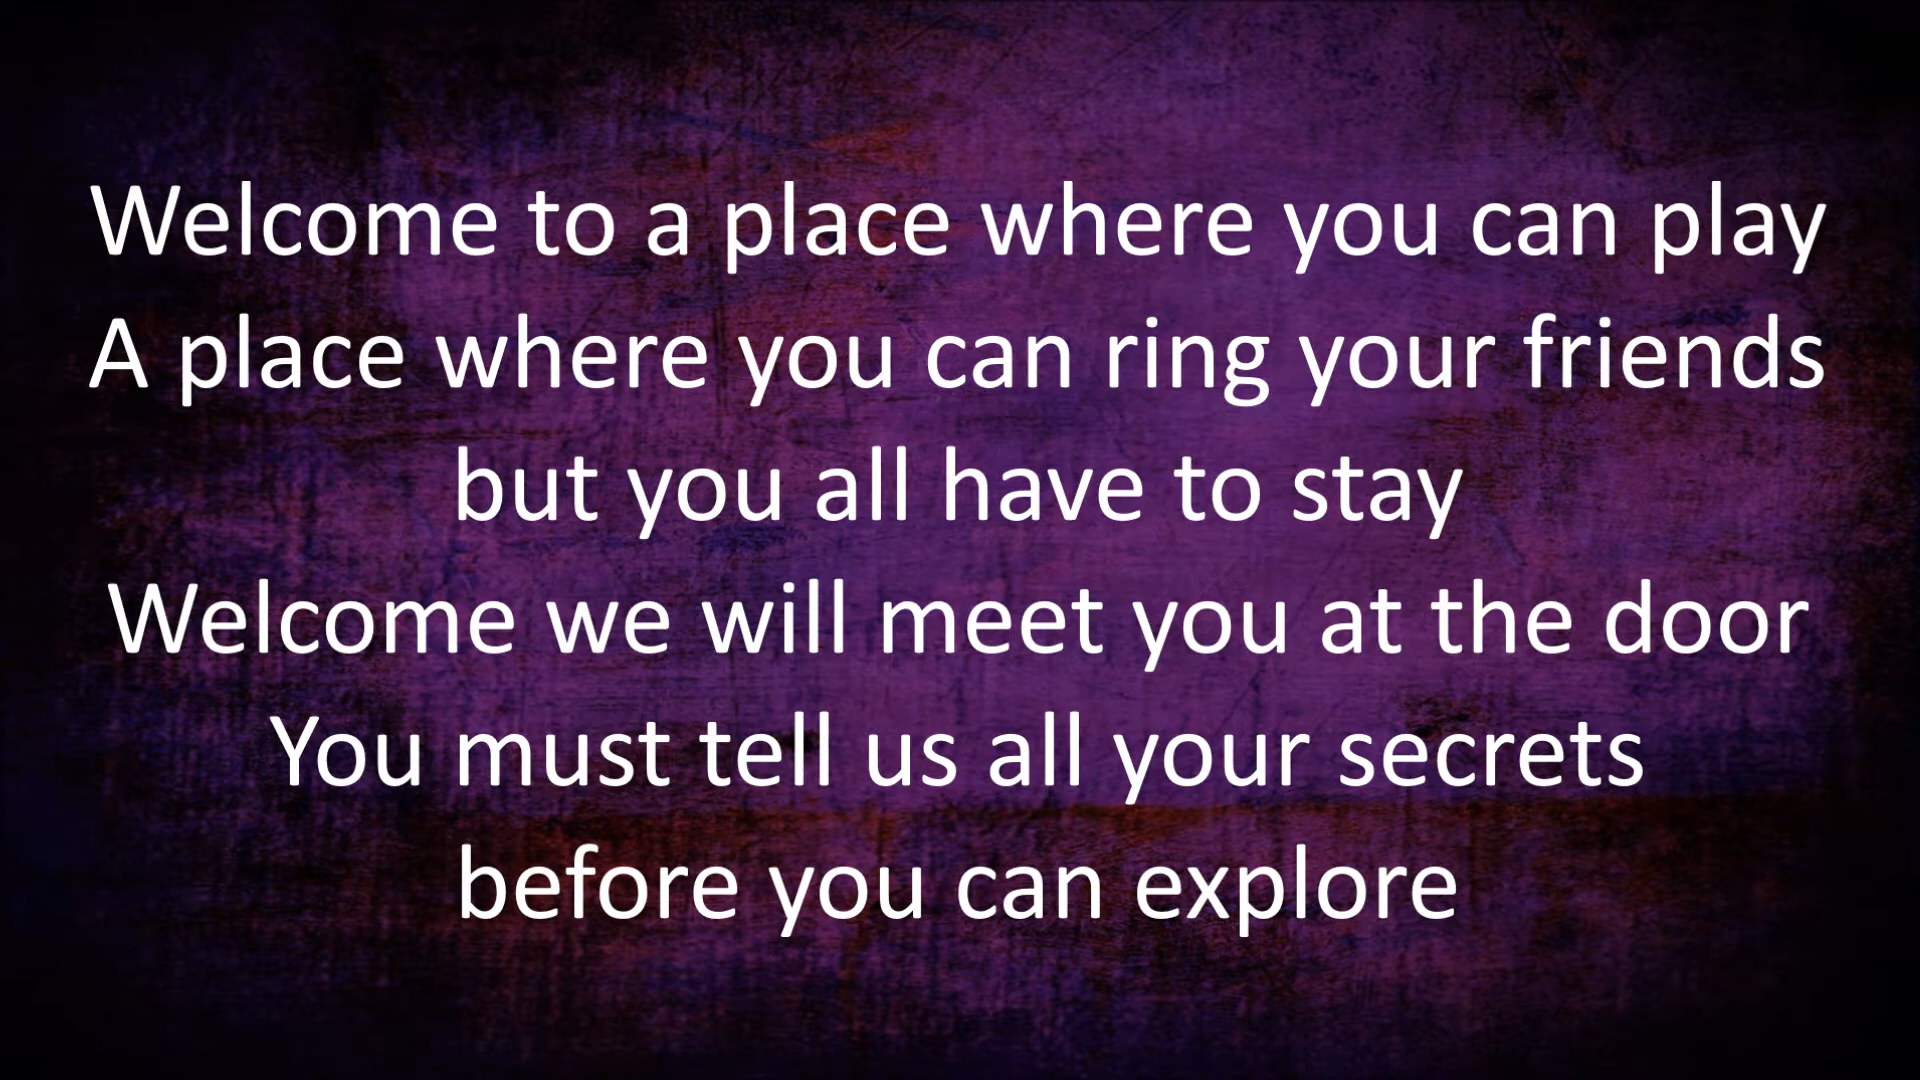 Welcome to a place where you can play
A place where you can ring your friends
but you all have to stay
Welcome we will meet you at the door
You must tell us all your secrets
before you can explore